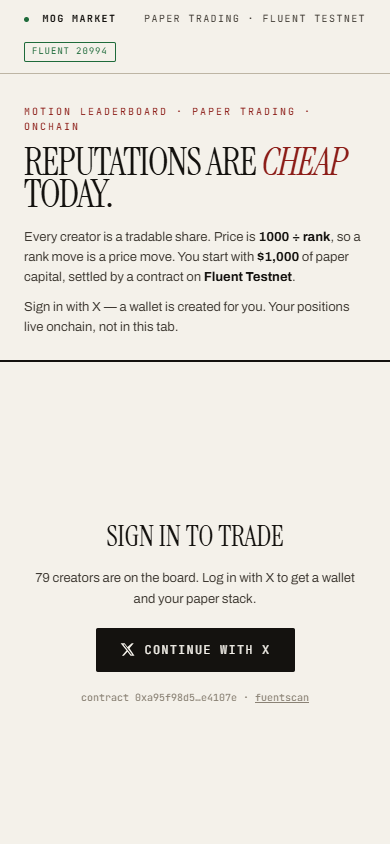 MOG MARKET PAPER TRADING · FLUENT TESTNET
FLUENT 20994
MOTION LEADERBOARD · PAPER TRADING ·
ONCHAIN
REPUTATIONS ARE CHEAP
TODAY.
Every creator is a tradable share. Price is 1000 ÷ rank, so a
rank move is a price move. You start with $1,000 of paper
capital, settled by a contract on Fluent Testnet.
Sign in with X — a wallet is created for you. Your positions
live onchain, not in this tab.
SIGN IN TO TRADE
79 creators are on the board. Log in with X to get a wallet
and your paper stack.
CONTINUE WITH X
contract 0xa95f98d5…e4107e · fuentscan